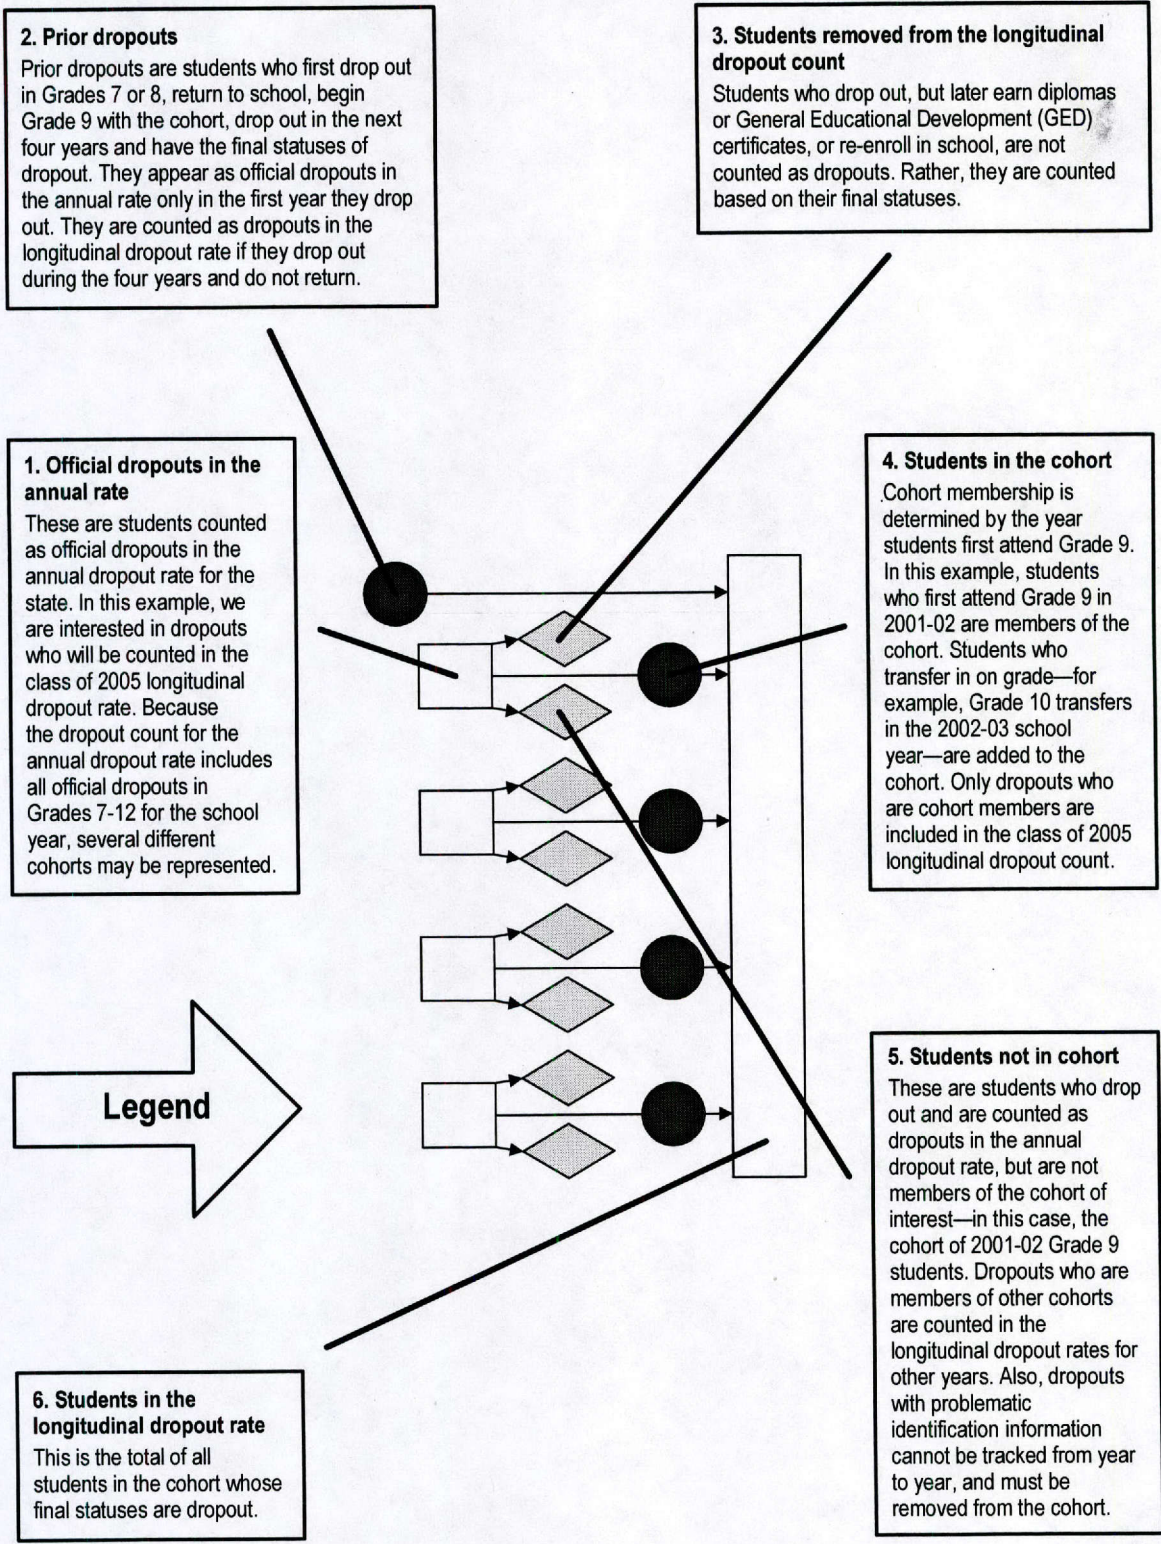 2. Prior dropouts
Prior dropouts are students who first drop out
in Grades 7 or 8, return to school, begin
Grade 9 with the cohort, drop out in the next
four years and have the final statuses of
dropout. They appear as official dropouts in
the annual rate only in the first year they drop
out. They are counted as dropouts in the
longitudinal dropout rate if they drop out
during the four years and do not return.
3. Students removed from the longitudinal
dropout count
Students who drop out, but later earn diplomas
or General Educational Development (GED)
certificates, or re-enroll in school, are not
counted as dropouts. Rather, they are counted
based on their final statuses.
1. Official dropouts in the
annual rate
These are students counted
as official dropouts in the
annual dropout rate for the
state. In this example, we
are interested in dropouts
who will be counted in the
class of 2005 longitudinal
dropout rate. Because
the dropout count for the
annual dropout rate includes
all official dropouts in
Grades 7-12 for the school
year, several different
cohorts may be represented.
4. Students in the cohort
Cohort membership is
determined by the year
students first attend Grade 9.
In this example, students
who first attend Grade 9 in
2001-02 are members of the
cohort. Students who
transfer in on grade—for
example, Grade 10 transfers
in the 2002-03 school
year—are added to the
cohort. Only dropouts who
are cohort members are
included in the class of 2005
longitudinal dropout count.
Legend
5. Students not in cohort
These are students who drop
out and are counted as
dropouts in the annual
dropout rate, but are not
members of the cohort of
interest—in this case, the
cohort of 2001-02 Grade 9
students. Dropouts who are
members of other cohorts
are counted in the
longitudinal dropout rates for
other years. Also, dropouts
with problematic
identification information
cannot be tracked from year
to year, and must be
removed from the cohort.
6. Students in the
longitudinal dropout rate
This is the total of all
students in the cohort whose
final statuses are dropout.